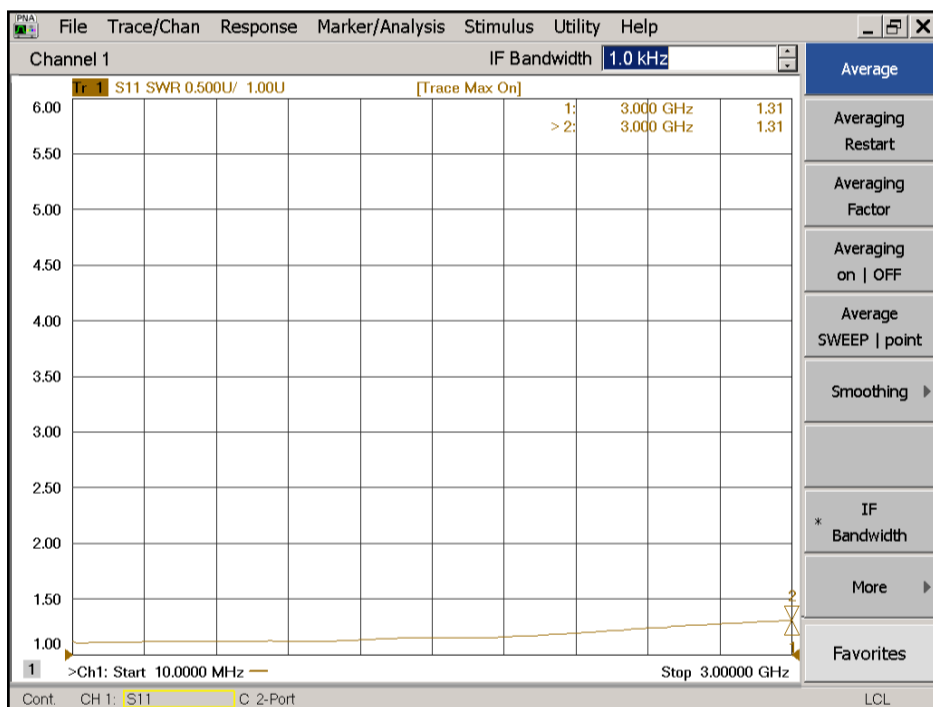 PNA
File Trace/Chan Response Marker/Analysis Stimulus Utility Help
Channel 1 IF Bandwidth 1.0 kHz
Tr 1 S11 SWR 0.500U/ 1.00U [Trace Max On]
1: 3.000 GHz 1.31
> 2: 3.000 GHz 1.31
6.00
5.50
5.00
4.50
4.00
3.50
3.00
2.50
2.00
1.50
1.00
2
1
1 >Ch1: Start 10.0000 MHz Stop 3.00000 GHz
Cont. CH 1: S11 C 2-Port LCL
Average
Averaging
Restart
Averaging
Factor
Averaging
on | OFF
Average
SWEEP | point
Smoothing
* IF
Bandwidth
More
Favorites